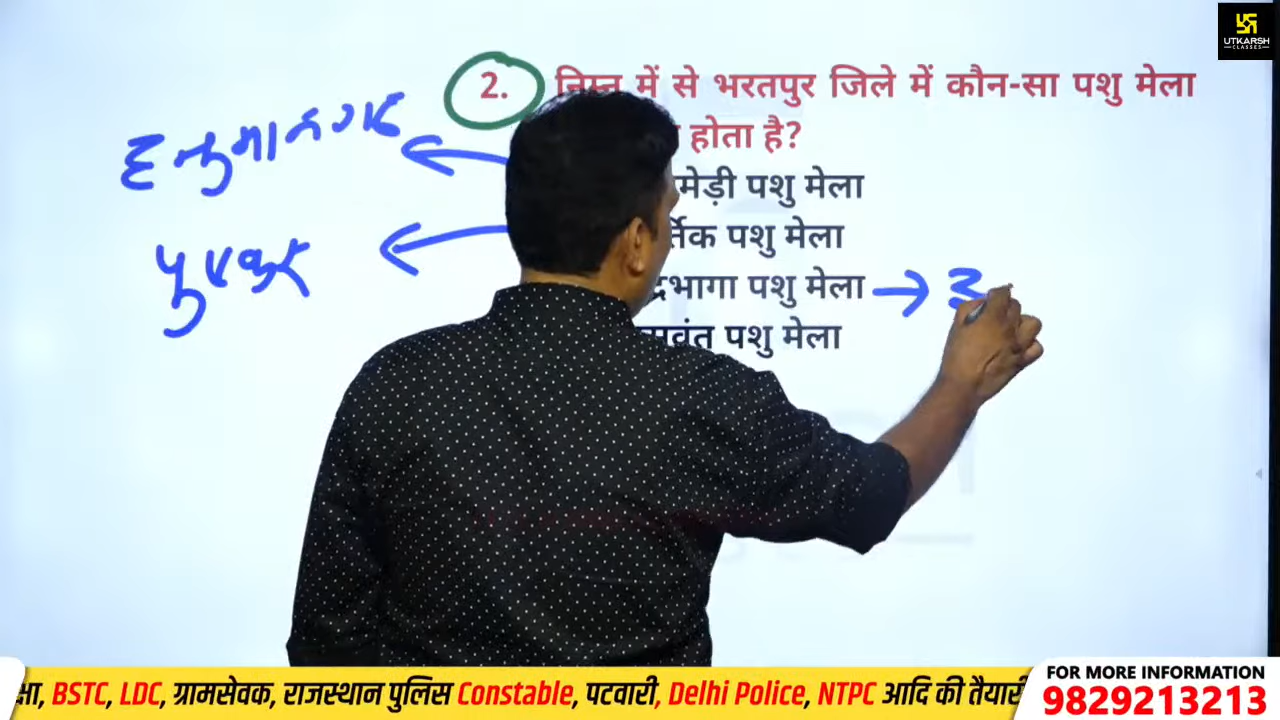 UTKARSH
CLASSES
2. निम्न में से भरतपुर जिले में कौन-सा पशु मेला
होता है?
हनुमानगढ़
मेड़ी पशु मेला
पुष्कर
र्तिक पशु मेला
द्रभागा पशु मेला
पशु मेला
BSTC, LDC, ग्रामसेवक, राजस्थान पुलिस Constable, पटवारी, Delhi Police, NTPC आदि की तैयारी
FOR MORE INFORMATION
9829213213